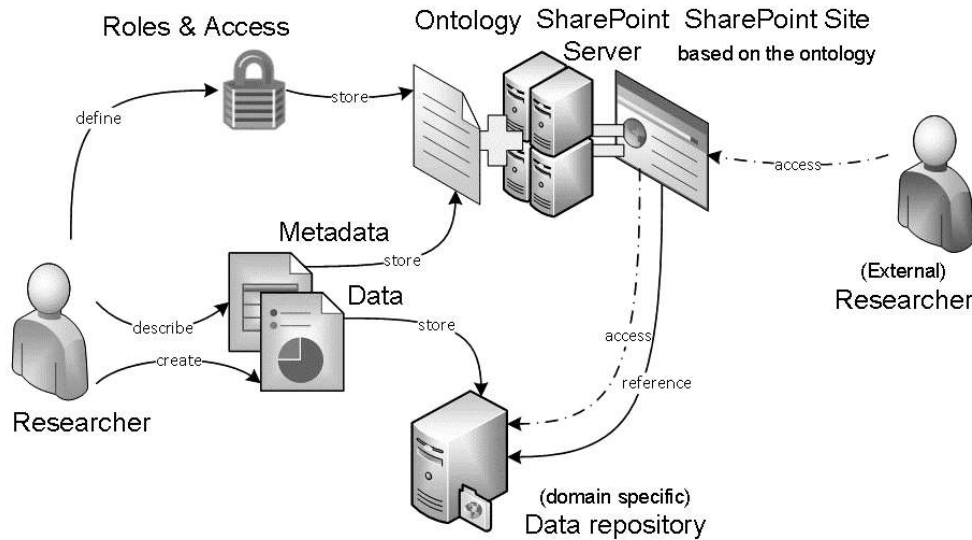 Roles & Access
Ontology
SharePoint
Server
SharePoint Site
based on the ontology
define
store
access
Metadata
store
Data
describe
create
store
access
reference
Researcher
(External)
Researcher
(domain specific)
Data repository